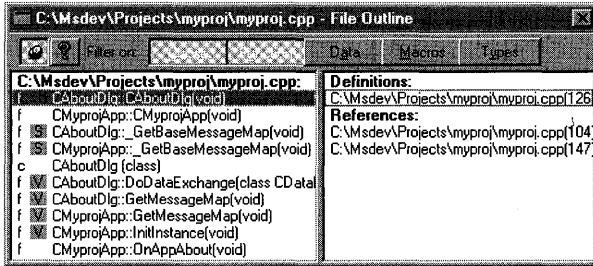 C:\Msdev\Projects\myproj\myproj.cpp - File Outline
Filter on: Data Macros Types
C:\Msdev\Projects\myproj\myproj.cpp:
f CAboutDlg::CAboutDlg(void)
f CMyprojApp::CMyprojApp(void)
f S CAboutDlg::_GetBaseMessageMap(void)
f S CMyprojApp::_GetBaseMessageMap(void)
c CAboutDlg (class)
f V CAboutDlg::DoDataExchange(class CDatal
f V CAboutDlg::GetMessageMap(void)
f V CMyprojApp::GetMessageMap(void)
f V CMyprojApp::InitInstance(void)
f CMyprojApp::OnAppAbout(void)
Definitions:
C:\Msdev\Projects\myproj\myproj.cpp(126)
References:
C:\Msdev\Projects\myproj\myproj.cpp(104)
C:\Msdev\Projects\myproj\myproj.cpp(147)